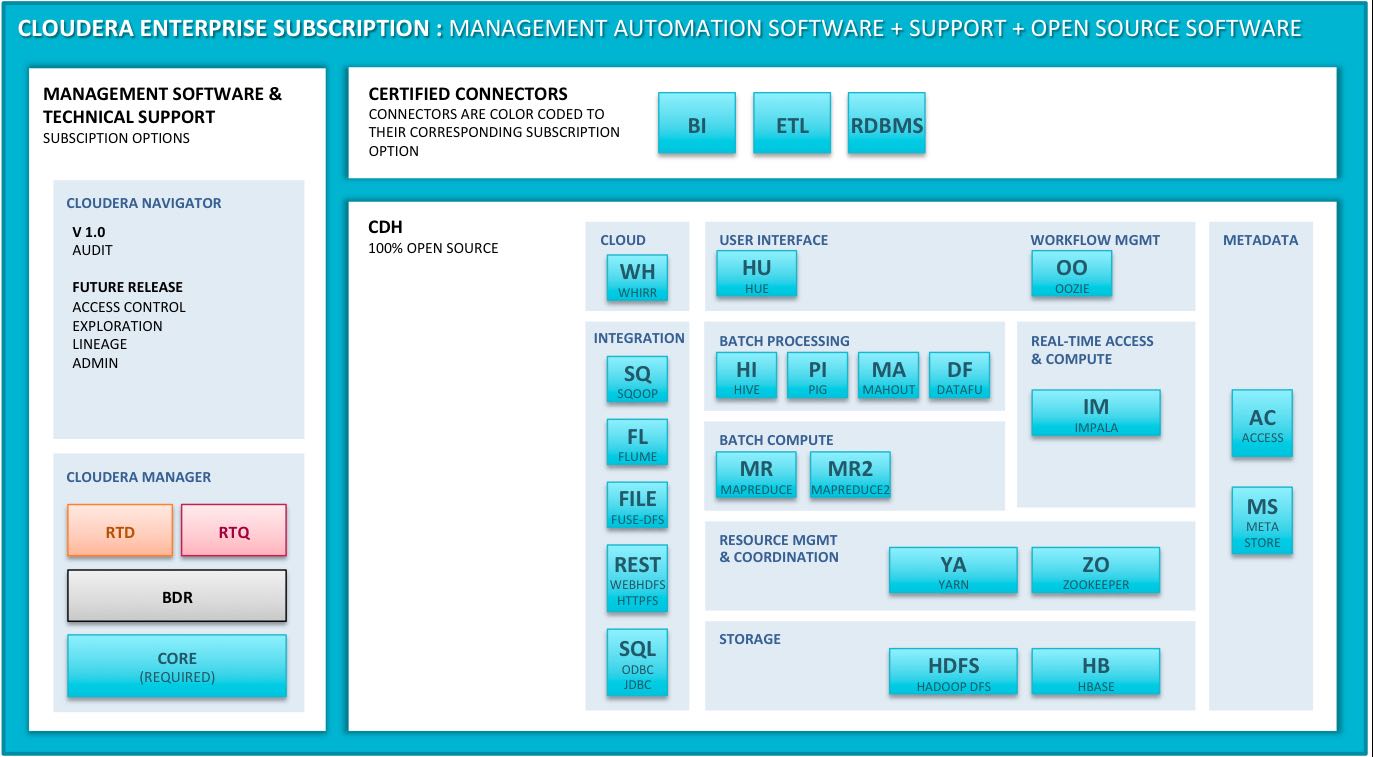 CLOUDERA ENTERPRISE SUBSCRIPTION : MANAGEMENT AUTOMATION SOFTWARE + SUPPORT + OPEN SOURCE SOFTWARE
MANAGEMENT SOFTWARE &
TECHNICAL SUPPORT
SUBSCIPTION OPTIONS
CLOUDERA NAVIGATOR
V 1.0
AUDIT
FUTURE RELEASE
ACCESS CONTROL
EXPLORATION
LINEAGE
ADMIN
CLOUDERA MANAGER
RTD
RTQ
BDR
CORE
(REQUIRED)
CERTIFIED CONNECTORS
CONNECTORS ARE COLOR CODED TO
THEIR CORRESPONDING SUBSCRIPTION
OPTION
BI
ETL
RDBMS
CDH
100% OPEN SOURCE
CLOUD
WH
WHIRR
INTEGRATION
SQ
SQOOP
FL
FLUME
FILE
FUSE-DFS
REST
WEBHDFS
HTTPFS
SQL
ODBC
JDBC
USER INTERFACE
HU
HUE
WORKFLOW MGMT
OO
OOZIE
BATCH PROCESSING
HI
HIVE
PI
PIG
MA
MAHOUT
DF
DATAFU
BATCH COMPUTE
MR
MAPREDUCE
MR2
MAPREDUCE2
REAL-TIME ACCESS
& COMPUTE
IM
IMPALA
RESOURCE MGMT
& COORDINATION
YA
YARN
ZO
ZOOKEEPER
STORAGE
HDFS
HADOOP DFS
HB
HBASE
METADATA
AC
ACCESS
MS
META
STORE